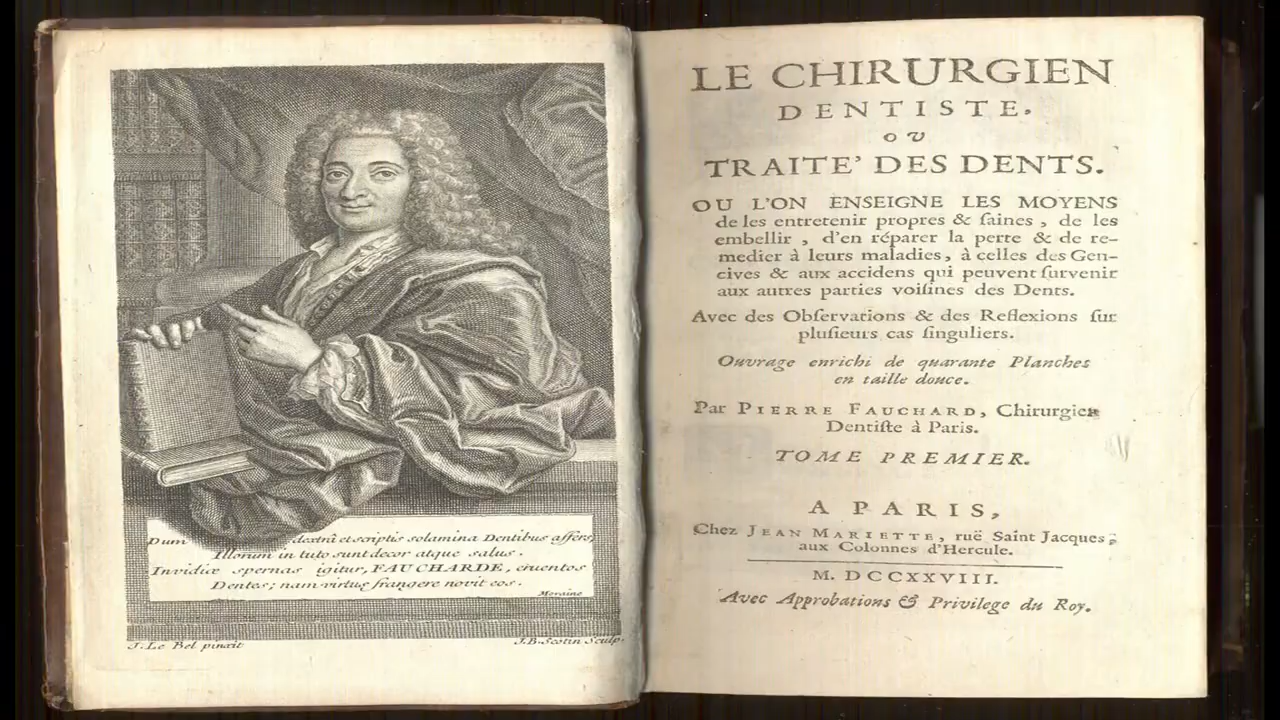 Dum dextrâ et scriptis solamina Dentibus affers,
Illorum in tuto sunt decor atque salus.
Invidiæ spernas igitur, FAUCHARDE, cruentos
Dentes; nam virtus frangere novit eos.
Moraine
J. Le Bel pinxit
J.B. Scotin Sculp.
LE CHIRURGIEN
DENTISTE,
OU
TRAITE' DES DENTS.
OU L'ON ENSEIGNE LES MOYENS
de les entretenir propres & ſaines, de les
embellir, d'en réparer la perte & de re-
medier à leurs maladies, à celles des Gen-
cives & aux accidens qui peuvent ſurvenir
aux autres parties voiſines des Dents.
Avec des Obſervations & des Reflexions ſur
pluſieurs cas ſinguliers.
Ouvrage enrichi de quarante Planches
en taille douce.
Par PIERRE FAUCHARD, Chirurgien
Dentiſte à Paris.
TOME PREMIER.
A PARIS,
Chez JEAN MARIETTE, ruë Saint Jacques,
aux Colonnes d'Hercule.
M. DCCXXVIII.
Avec Approbations & Privilege du Roy.